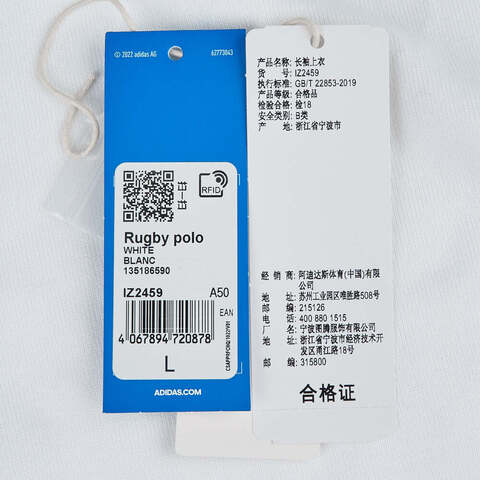 © 2022 adidas AG
62773043
RFID
Rugby polo
WHITE
BLANC
135186590
IZ2459 A50
EAN
4 067894 720878
L
ADIDAS.COM
产品名称: 长袖上衣
货 号: IZ2459
执行标准: GB/T 22853-2019
产品等级: 合格品
检验合格: 检18
安全类别: B类
产 地: 浙江省宁波市
经 销 商: 阿迪达斯体育(中国)有限
公司
地 址: 苏州工业园区唯胜路508号
邮 编: 215126
电 话: 400 880 1515
厂 名: 宁波图腾服饰有限公司
地 址: 浙江省宁波市经济技术开
发区甬江路18号
邮 编: 315800
合格证